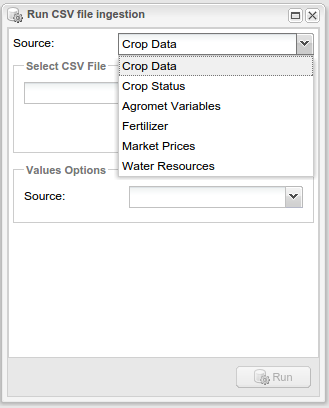 Run CSV file ingestion
Source: Crop Data
Crop Data
Crop Status
Agromet Variables
Fertilizer
Market Prices
Water Resources
Select CSV File
Values Options
Source:
Run